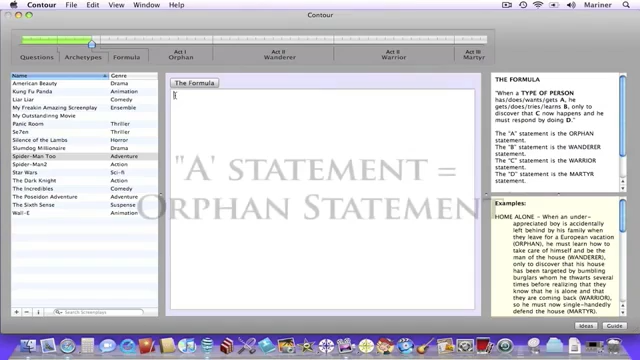 Contour File Edit View Window Help Mariner
Contour
Act I Act II Act II Act III
Questions Archetypes Formula Orphan Wanderer Warrior Martyr
Name Genre
American Beauty Drama
Kung Fu Panda Animation
Liar Liar Comedy
My Freakin Amazing Screenplay Ensemble
My Outstandinng Movie
Panic Room Thriller
Se7en Thriller
Silence of the Lambs Horror
Slumdog Millionaire Drama
Spider-Man Too Adventure
Spider-Man2 Action
Star Wars Sci-fi
The Dark Knight Action
The Incredibles Comedy
The Poseidon Adventure Adventure
The Sixth Sense Suspense
Wall-E Animation
Search Screenplays
The Formula
"A' STATEMENT =
ORPHAN STATEMENT
THE FORMULA
"When a TYPE OF PERSON
has/does/wants/gets A, he
gets/does/tries/learns B, only to
discover that C now happens and he
must respond by doing D."
The "A" statement is the ORPHAN
statement.
The "B" statement is the WANDERER
statement.
The "C" statement is the WARRIOR
statement.
The "D" statement is the MARTYR
statement.
Examples:
HOME ALONE - When an under-
appreciated boy is accidentally
left behind by his family when
they leave for a European vacation
(ORPHAN), he must learn how to
take care of himself and be the
man of the house (WANDERER),
only to discover that his house
has been targeted by bumbling
burglars whom he thwarts several
times before realizing that they
know that he is alone and that
they are coming back (WARRIOR),
so he must now single-handedly
defend the house (MARTYR).
Ideas Guide